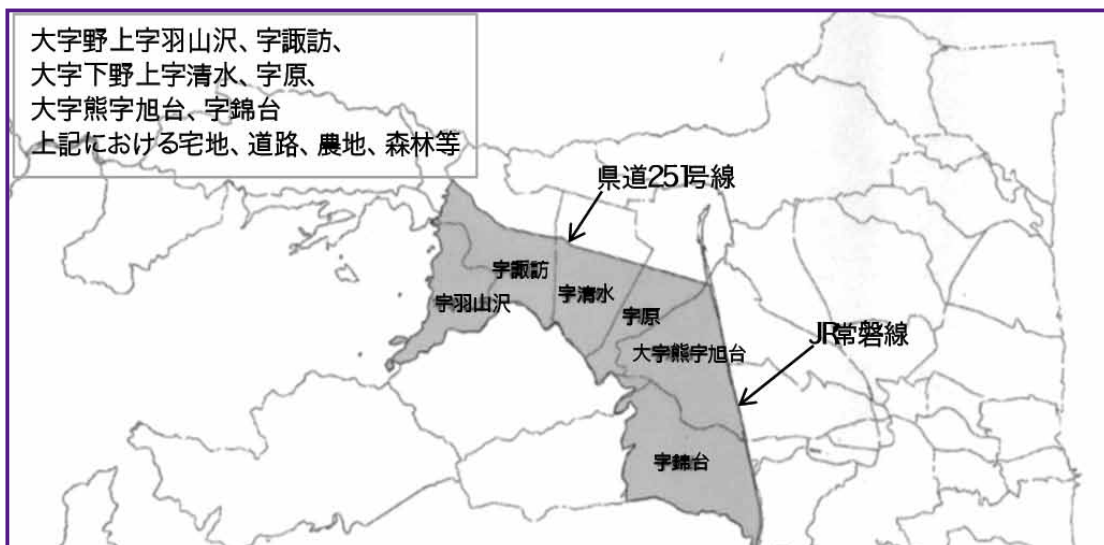 大字野上字羽山沢、字諏訪、
大字下野上字清水、字原、
大字熊字旭台、字錦台
上記における宅地、道路、農地、森林等
県道251号線
字諏訪
字清水
字羽山沢
字原
JR常磐線
大字熊字旭台
字錦台